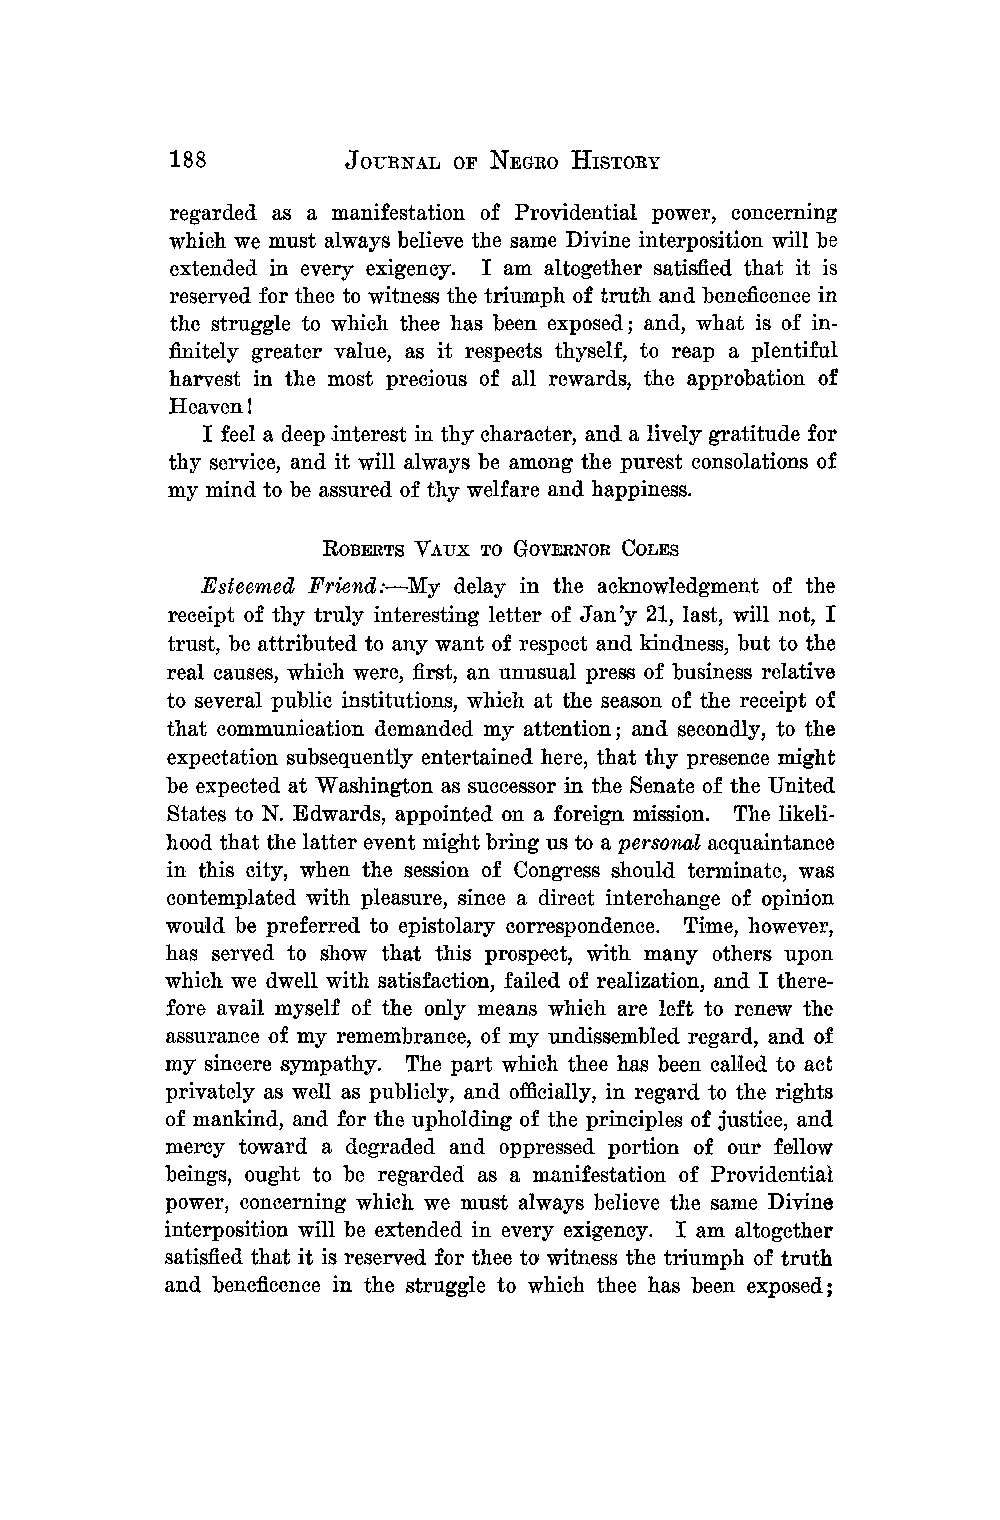 188 JOURNAL OF NEGRO HISTORY
regarded as a manifestation of Providential power, concerning
which we must always believe the same Divine interposition will be
extended in every exigency. I am altogether satisfied that it is
reserved for thee to witness the triumph of truth and beneficence in
the struggle to which thee has been exposed; and, what is of in-
finitely greater value, as it respects thyself, to reap a plentiful
harvest in the most precious of all rewards, the approbation of
Heaven!
I feel a deep interest in thy character, and a lively gratitude for
thy service, and it will always be among the purest consolations of
my mind to be assured of thy welfare and happiness.
ROBERTS VAUX TO GOVERNOR COLES
Esteemed Friend:—My delay in the acknowledgment of the
receipt of thy truly interesting letter of Jan'y 21, last, will not, I
trust, be attributed to any want of respect and kindness, but to the
real causes, which were, first, an unusual press of business relative
to several public institutions, which at the season of the receipt of
that communication demanded my attention; and secondly, to the
expectation subsequently entertained here, that thy presence might
be expected at Washington as successor in the Senate of the United
States to N. Edwards, appointed on a foreign mission. The likeli-
hood that the latter event might bring us to a personal acquaintance
in this city, when the session of Congress should terminate, was
contemplated with pleasure, since a direct interchange of opinion
would be preferred to epistolary correspondence. Time, however,
has served to show that this prospect, with many others upon
which we dwell with satisfaction, failed of realization, and I there-
fore avail myself of the only means which are left to renew the
assurance of my remembrance, of my undissembled regard, and of
my sincere sympathy. The part which thee has been called to act
privately as well as publicly, and officially, in regard to the rights
of mankind, and for the upholding of the principles of justice, and
mercy toward a degraded and oppressed portion of our fellow
beings, ought to be regarded as a manifestation of Providential
power, concerning which we must always believe the same Divine
interposition will be extended in every exigency. I am altogether
satisfied that it is reserved for thee to witness the triumph of truth
and beneficence in the struggle to which thee has been exposed;